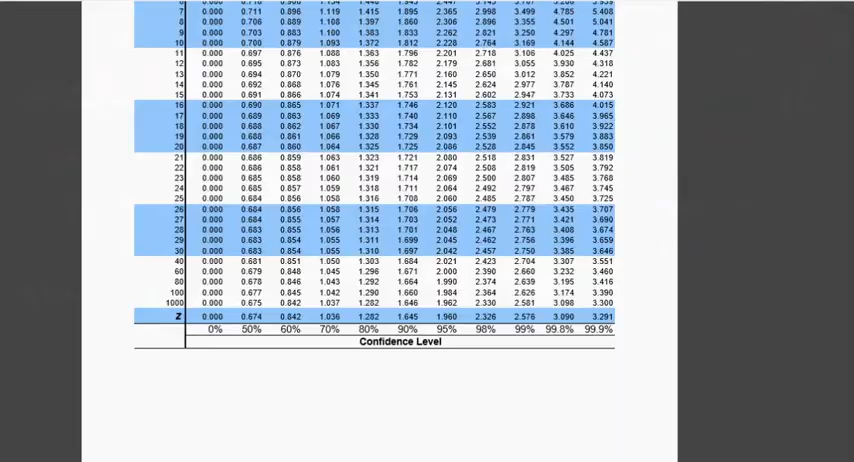 7 0.000 0.711 0.896 1.119 1.415 1.895 2.365 2.998 3.499 4.785 5.408
8 0.000 0.706 0.889 1.108 1.397 1.860 2.306 2.896 3.355 4.501 5.041
9 0.000 0.703 0.883 1.100 1.383 1.833 2.262 2.821 3.250 4.297 4.781
10 0.000 0.700 0.879 1.093 1.372 1.812 2.228 2.764 3.169 4.144 4.587
11 0.000 0.697 0.876 1.088 1.363 1.796 2.201 2.718 3.106 4.025 4.437
12 0.000 0.695 0.873 1.083 1.356 1.782 2.179 2.681 3.055 3.930 4.318
13 0.000 0.694 0.870 1.079 1.350 1.771 2.160 2.650 3.012 3.852 4.221
14 0.000 0.692 0.868 1.076 1.345 1.761 2.145 2.624 2.977 3.787 4.140
15 0.000 0.691 0.866 1.074 1.341 1.753 2.131 2.602 2.947 3.733 4.073
16 0.000 0.690 0.865 1.071 1.337 1.746 2.120 2.583 2.921 3.686 4.015
17 0.000 0.689 0.863 1.069 1.333 1.740 2.110 2.567 2.898 3.646 3.965
18 0.000 0.688 0.862 1.067 1.330 1.734 2.101 2.552 2.878 3.610 3.922
19 0.000 0.688 0.861 1.066 1.328 1.729 2.093 2.539 2.861 3.579 3.883
20 0.000 0.687 0.860 1.064 1.325 1.725 2.086 2.528 2.845 3.552 3.850
21 0.000 0.686 0.859 1.063 1.323 1.721 2.080 2.518 2.831 3.527 3.819
22 0.000 0.686 0.858 1.061 1.321 1.717 2.074 2.508 2.819 3.505 3.792
23 0.000 0.685 0.858 1.060 1.319 1.714 2.069 2.500 2.807 3.485 3.768
24 0.000 0.685 0.857 1.059 1.318 1.711 2.064 2.492 2.797 3.467 3.745
25 0.000 0.684 0.856 1.058 1.316 1.708 2.060 2.485 2.787 3.450 3.725
26 0.000 0.684 0.856 1.058 1.315 1.706 2.056 2.479 2.779 3.435 3.707
27 0.000 0.684 0.855 1.057 1.314 1.703 2.052 2.473 2.771 3.421 3.690
28 0.000 0.683 0.855 1.056 1.313 1.701 2.048 2.467 2.763 3.408 3.674
29 0.000 0.683 0.854 1.055 1.311 1.699 2.045 2.462 2.756 3.396 3.659
30 0.000 0.683 0.854 1.055 1.310 1.697 2.042 2.457 2.750 3.385 3.646
40 0.000 0.681 0.851 1.050 1.303 1.684 2.021 2.423 2.704 3.307 3.551
60 0.000 0.679 0.848 1.045 1.296 1.671 2.000 2.390 2.660 3.232 3.460
80 0.000 0.678 0.846 1.043 1.292 1.664 1.990 2.374 2.639 3.195 3.416
100 0.000 0.677 0.845 1.042 1.290 1.660 1.984 2.364 2.626 3.174 3.390
1000 0.000 0.675 0.842 1.037 1.282 1.646 1.962 2.330 2.581 3.098 3.300
Z 0.000 0.674 0.842 1.036 1.282 1.645 1.960 2.326 2.576 3.090 3.291
0% 50% 60% 70% 80% 90% 95% 98% 99% 99.8% 99.9%
Confidence Level